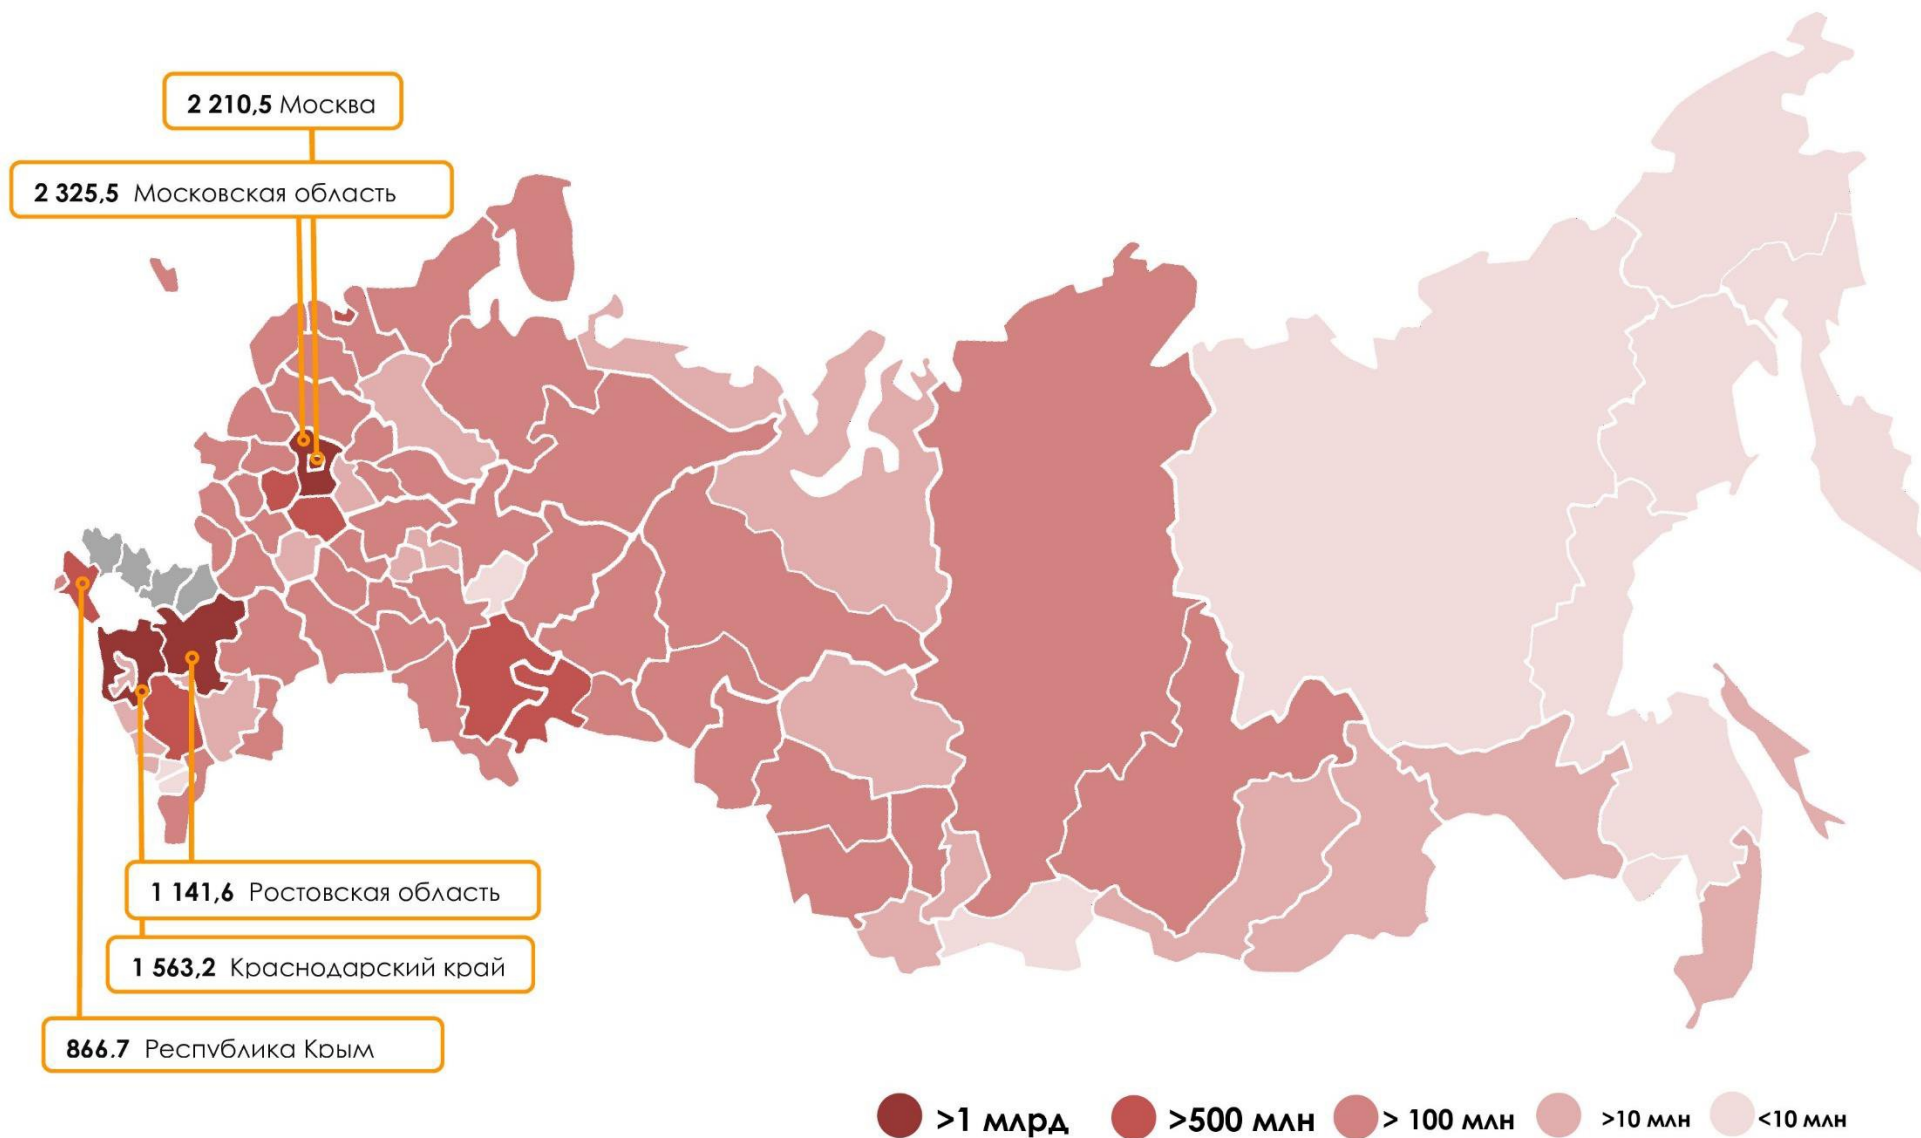 2 210,5 Москва
2 325,5 Московская область
1 141,6 Ростовская область
1 563,2 Краснодарский край
866.7 Республика Крым
>1 млрд >500 млн > 100 млн >10 млн <10 млн